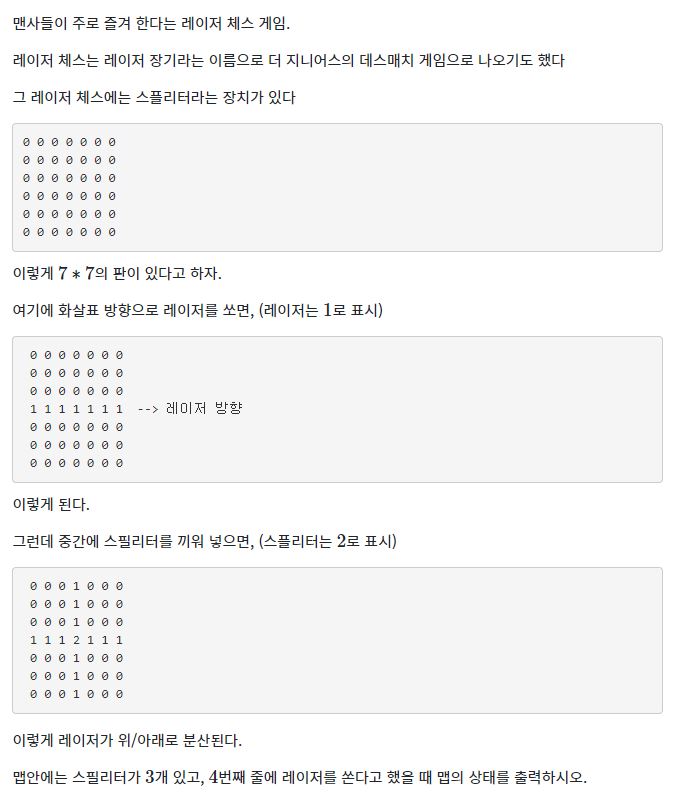 맨사들이 주로 즐겨 한다는 레이저 체스 게임.
레이저 체스는 레이저 장기라는 이름으로 더 지니어스의 데스매치 게임으로 나오기도 했다
그 레이저 체스에는 스플리터라는 장치가 있다
0 0 0 0 0 0 0
0 0 0 0 0 0 0
0 0 0 0 0 0 0
0 0 0 0 0 0 0
0 0 0 0 0 0 0
0 0 0 0 0 0 0
이렇게 7 * 7의 판이 있다고 하자.
여기에 화살표 방향으로 레이저를 쏘면, (레이저는 1로 표시)
0 0 0 0 0 0 0
0 0 0 0 0 0 0
0 0 0 0 0 0 0
1 1 1 1 1 1 1 --> 레이저 방향
0 0 0 0 0 0 0
0 0 0 0 0 0 0
0 0 0 0 0 0 0
이렇게 된다.
그런데 중간에 스필리터를 끼워 넣으면, (스플리터는 2로 표시)
0 0 0 1 0 0 0
0 0 0 1 0 0 0
0 0 0 1 0 0 0
1 1 1 2 1 1 1
0 0 0 1 0 0 0
0 0 0 1 0 0 0
0 0 0 1 0 0 0
이렇게 레이저가 위/아래로 분산된다.
맵안에는 스필리터가 3개 있고, 4번째 줄에 레이저를 쏜다고 했을 때 맵의 상태를 출력하시오.